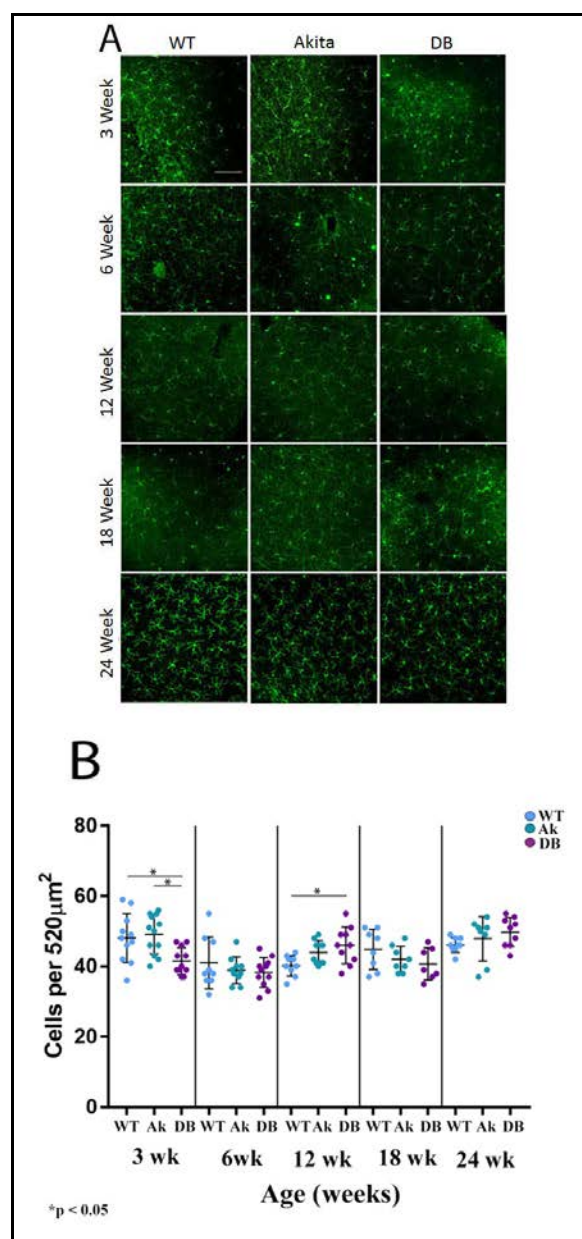 A
WT Akita DB
3 Week
6 Week
12 Week
18 Week
24 Week
B
80
60
40
20
0
Cells per 520µm²
* 
*
*
WT
Ak
DB
WT Ak DB WT Ak DB WT Ak DB WT Ak DB WT Ak DB
3 wk 6wk 12 wk 18 wk 24 wk
Age (weeks)
*p < 0.05